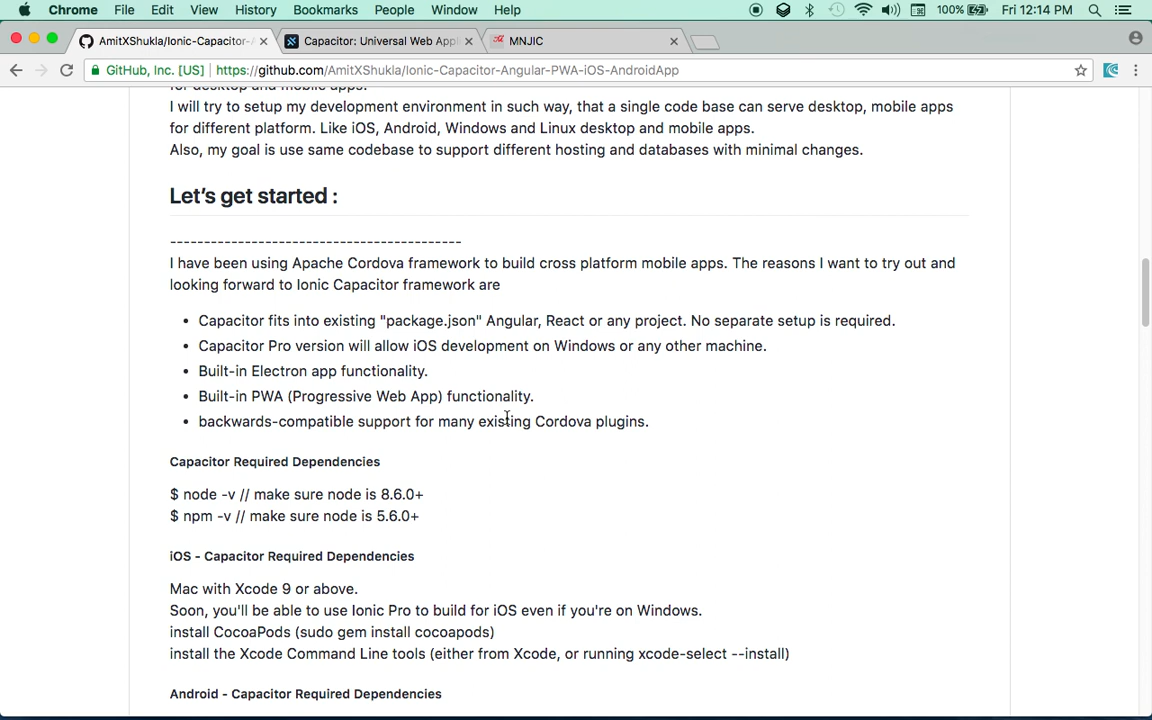 Chrome File Edit View History Bookmarks People Window Help 100% Fri 12:14 PM
AmitXShukla/Ionic-Capacitor- Capacitor: Universal Web Appl MNJIC
GitHub, Inc. [US] https://github.com/AmitXShukla/Ionic-Capacitor-Angular-PWA-iOS-AndroidApp
for desktop and mobile apps.
I will try to setup my development environment in such way, that a single code base can serve desktop, mobile apps
for different platform. Like iOS, Android, Windows and Linux desktop and mobile apps.
Also, my goal is use same codebase to support different hosting and databases with minimal changes.
Let's get started :
-------------------------------------------
I have been using Apache Cordova framework to build cross platform mobile apps. The reasons I want to try out and
looking forward to Ionic Capacitor framework are
• Capacitor fits into existing "package.json" Angular, React or any project. No separate setup is required.
• Capacitor Pro version will allow iOS development on Windows or any other machine.
• Built-in Electron app functionality.
• Built-in PWA (Progressive Web App) functionality.
• backwards-compatible support for many existing Cordova plugins.
Capacitor Required Dependencies
$ node -v // make sure node is 8.6.0+
$ npm -v // make sure node is 5.6.0+
iOS - Capacitor Required Dependencies
Mac with Xcode 9 or above.
Soon, you'll be able to use Ionic Pro to build for iOS even if you're on Windows.
install CocoaPods (sudo gem install cocoapods)
install the Xcode Command Line tools (either from Xcode, or running xcode-select --install)
Android - Capacitor Required Dependencies